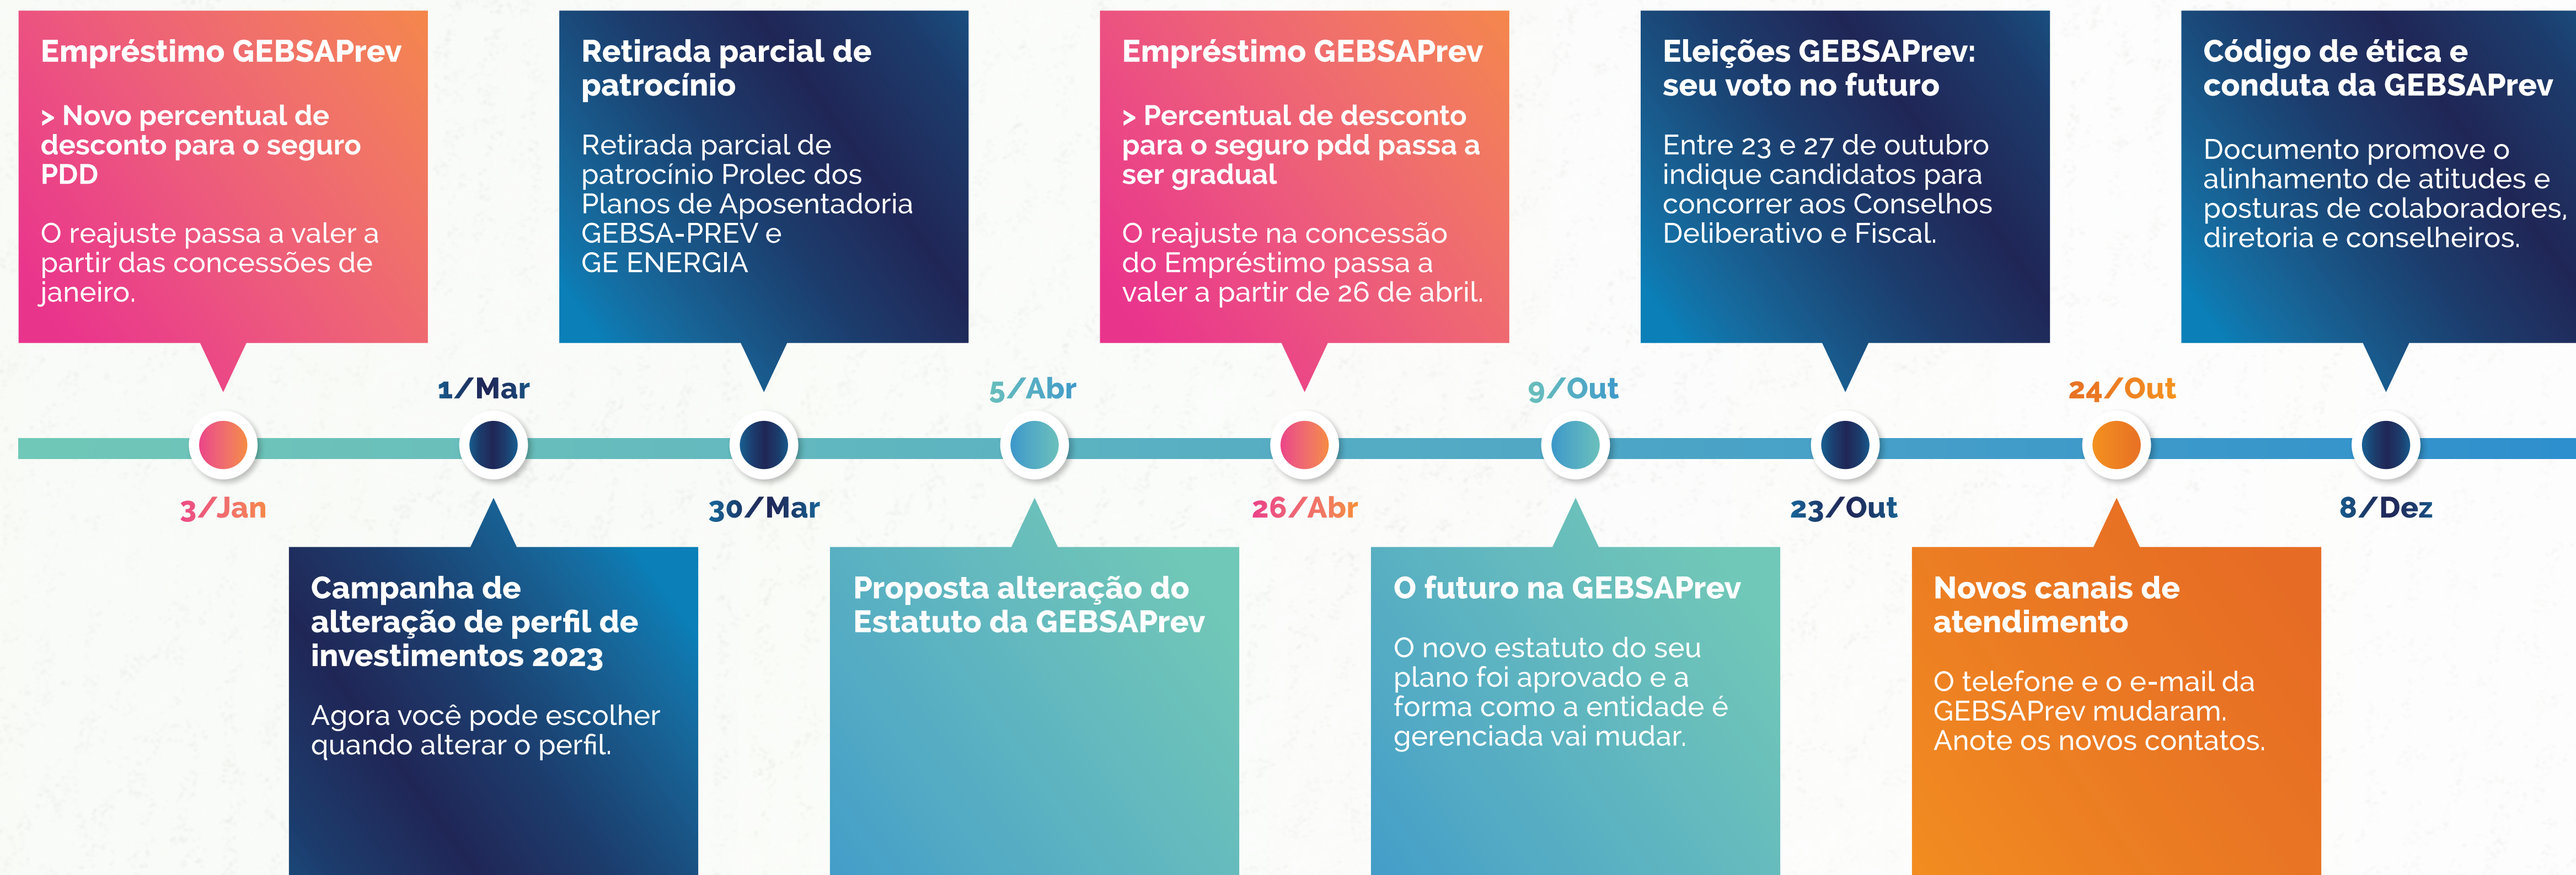 Empréstimo GEBSAPrev
> Novo percentual de
desconto para o seguro
PDD
O reajuste passa a valer a
partir das concessões de
janeiro.
3/Jan
1/Mar
Campanha de
alteração de perfil de
investimentos 2023
Agora você pode escolher
quando alterar o perfil.
Retirada parcial de
patrocínio
Retirada parcial de
patrocínio Prolec dos
Planos de Aposentadoria
GEBSA-PREV e
GE ENERGIA
30/Mar
5/Abr
Proposta alteração do
Estatuto da GEBSAPrev
Empréstimo GEBSAPrev
> Percentual de desconto
para o seguro pdd passa a
ser gradual
O reajuste na concessão
do Empréstimo passa a
valer a partir de 26 de abril.
26/Abr
9/Out
O futuro na GEBSAPrev
O novo estatuto do seu
plano foi aprovado e a
forma como a entidade é
gerenciada vai mudar.
Eleições GEBSAPrev:
seu voto no futuro
Entre 23 e 27 de outubro
indique candidatos para
concorrer aos Conselhos
Deliberativo e Fiscal.
23/Out
24/Out
Novos canais de
atendimento
O telefone e o e-mail da
GEBSAPrev mudaram.
Anote os novos contatos.
Código de ética e
conduta da GEBSAPrev
Documento promove o
alinhamento de atitudes e
posturas de colaboradores,
diretoria e conselheiros.
8/Dez